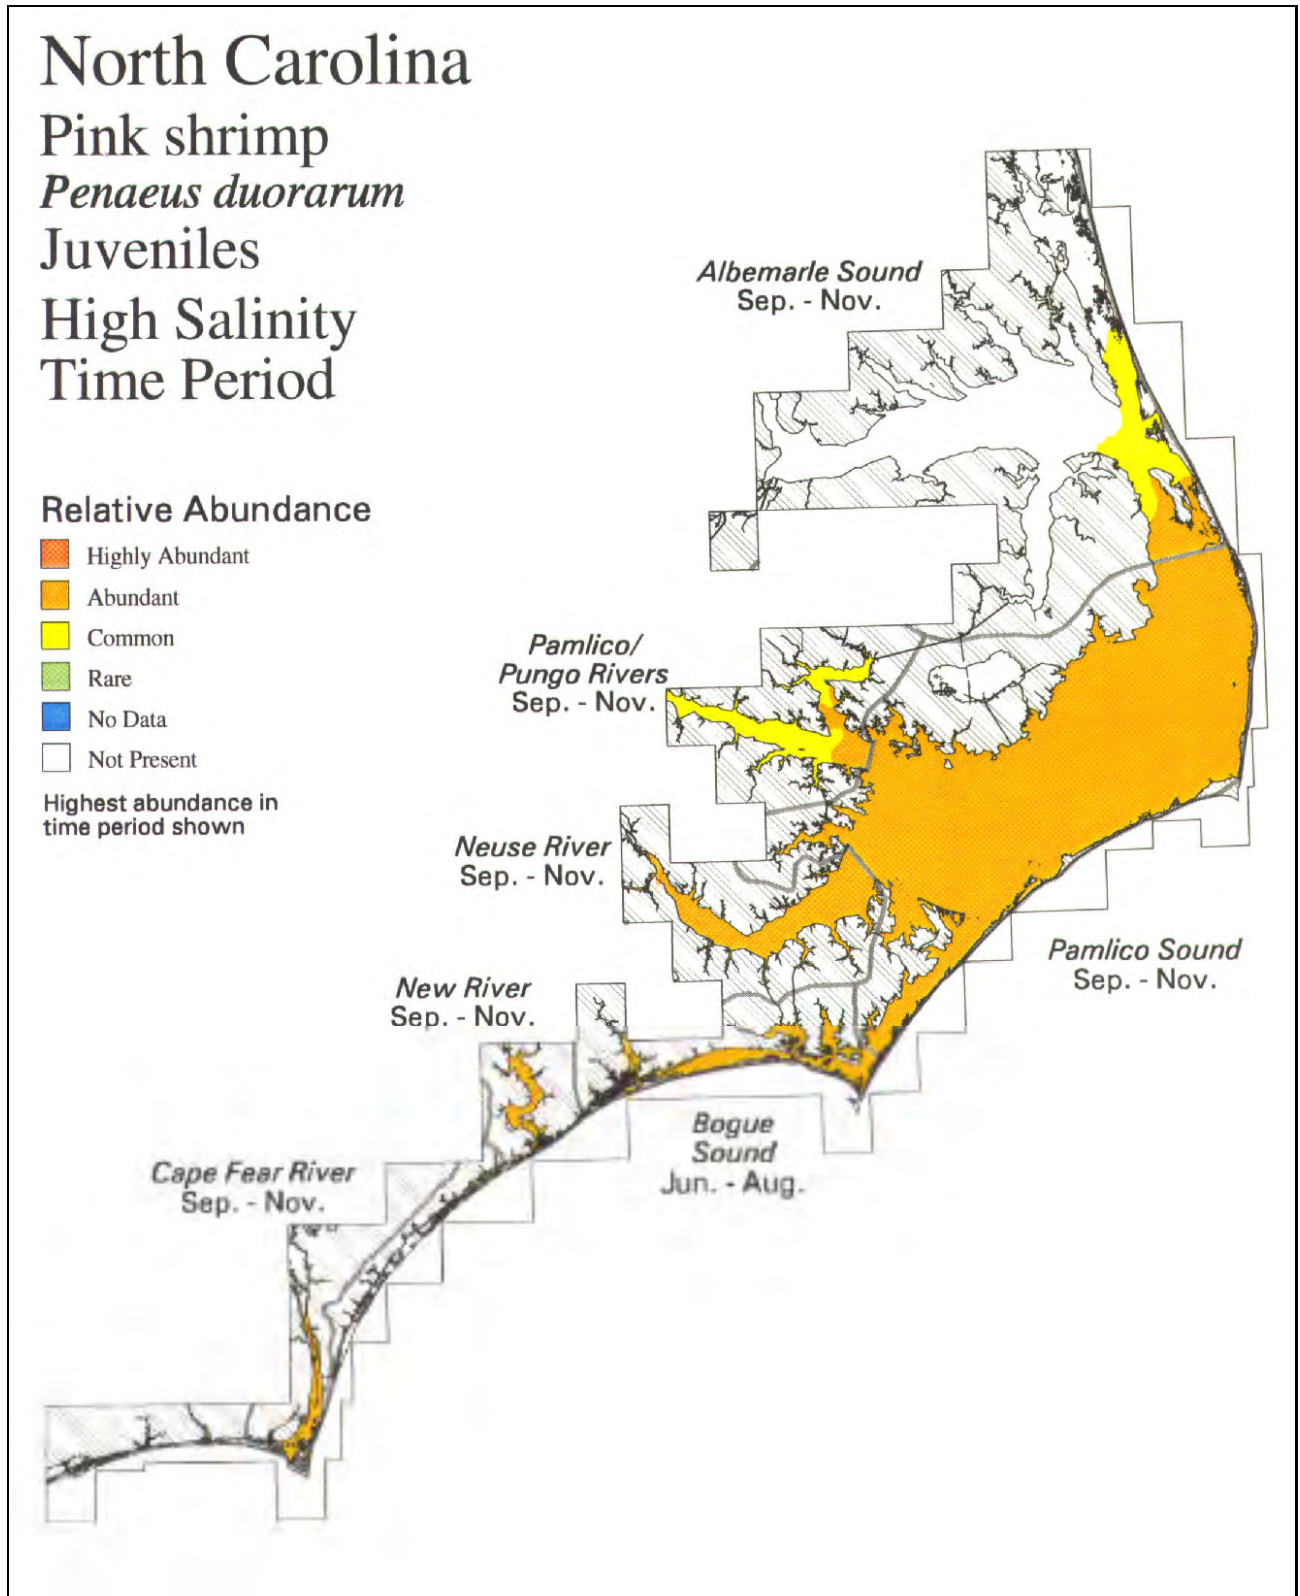 North Carolina
Pink shrimp
Penaeus duorarum
Juveniles
High Salinity
Time Period
Relative Abundance
Highly Abundant
Abundant
Common
Rare
No Data
Not Present
Highest abundance in
time period shown
Albemarle Sound
Sep. - Nov.
Pamlico/
Pungo Rivers
Sep. - Nov.
Neuse River
Sep. - Nov.
Pamlico Sound
Sep. - Nov.
New River
Sep. - Nov.
Bogue
Sound
Jun. - Aug.
Cape Fear River
Sep. - Nov.